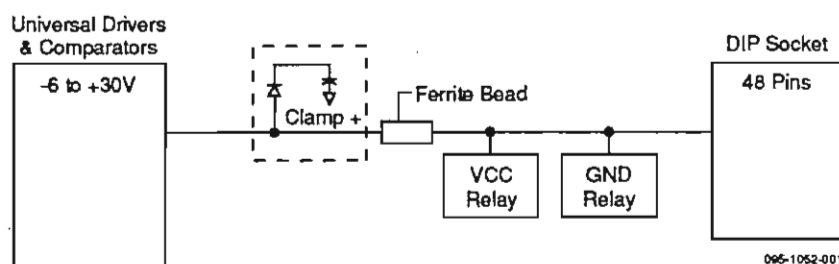 Universal Drivers
& Comparators
-6 to +30V
Clamp +
Ferrite Bead
VCC
Relay
GND
Relay
DIP Socket
48 Pins
095-1052-001